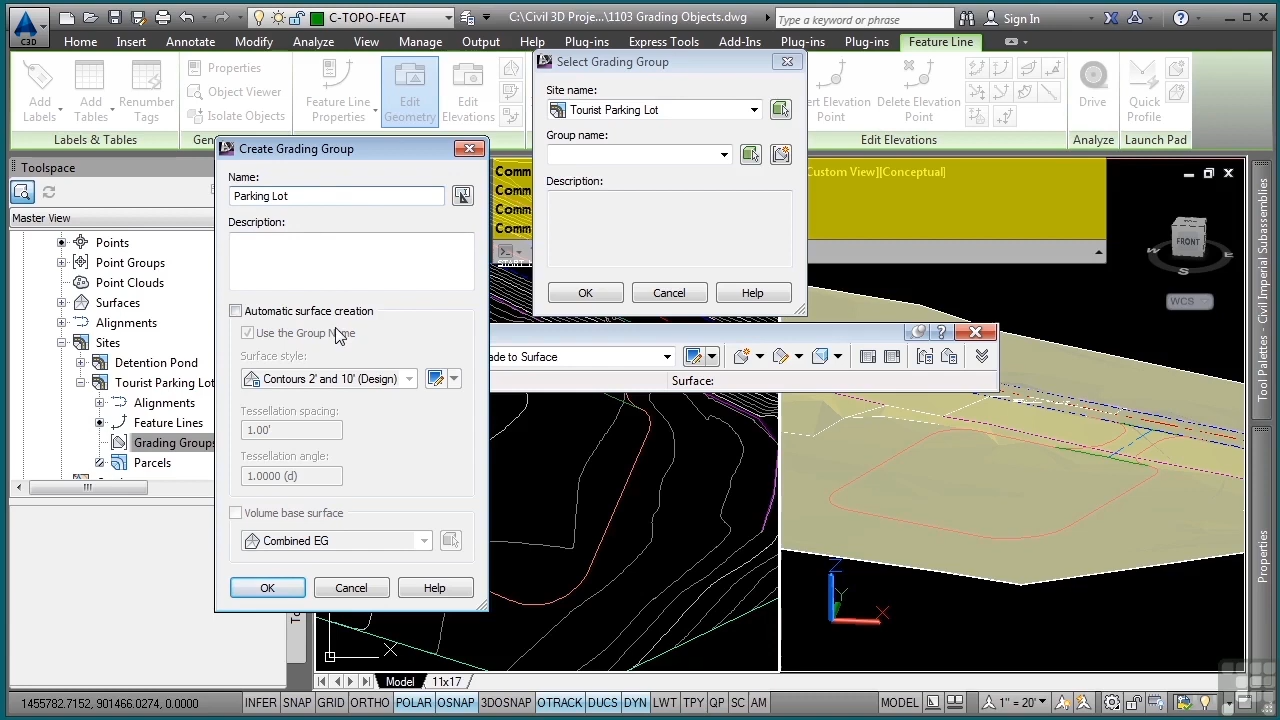 C-TOPO-FEAT
C:\Civil 3D Proje...\1103 Grading Objects.dwg
Type a keyword or phrase
Sign In
C3D
Home Insert Annotate Modify Analyze View Manage Output Help Plug-ins Express Tools Add-Ins Plug-ins Plug-ins Feature Line
Add Labels
Add Tables
Renumber Tags
Properties
Object Viewer
Isolate Objects
Feature Line Properties
Edit Geometry
Edit Elevations
Elevation Point
Delete Elevation Point
Drive
Quick Profile
Labels & Tables
Edit Elevations
Analyze
Launch Pad
Select Grading Group
Site name:
Tourist Parking Lot
Group name:
Description:
OK Cancel Help
Create Grading Group
Name:
Parking Lot
Description:
Automatic surface creation
Use the Group Name
Surface style:
Contours 2' and 10' (Design)
Tessellation spacing:
1.00'
Tessellation angle:
1.0000 (d)
Volume base surface
Combined EG
OK Cancel Help
Toolspace
Master View
Points
Point Groups
Point Clouds
Surfaces
Alignments
Sites
Detention Pond
Tourist Parking Lot
Alignments
Feature Lines
Grading Groups
Parcels
Comm
Comm
Comm
Comm
Custom View][Conceptual]
FRONT
S
E
WCS
ade to Surface
Surface:
Z
Y
X
X
Tool Palettes - Civil Imperial Subassemblies
Properties
Model 11x17
1455782.7152, 901466.0274, 0.0000
INFER SNAP GRID ORTHO POLAR OSNAP 3DOSNAP OTRACK DUCS DYN LWT TPY QP SC AM
MODEL
1" = 20'